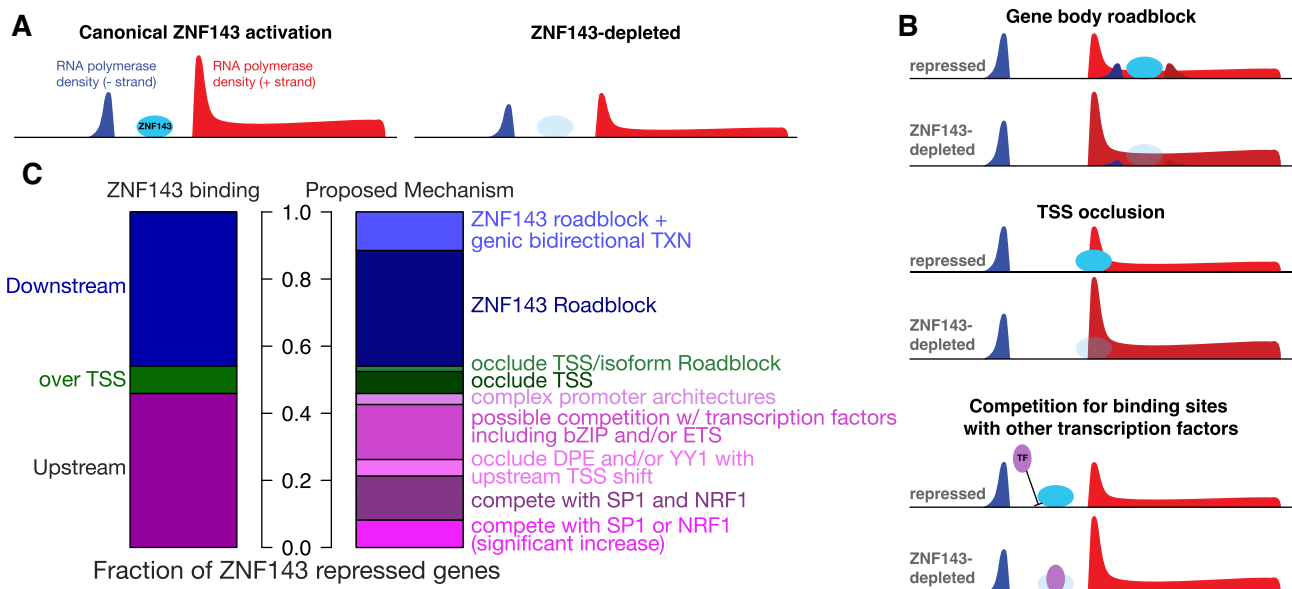 A
Canonical ZNF143 activation
RNA polymerase
density (- strand)
RNA polymerase
density (+ strand)
ZNF143
ZNF143-depleted
B
Gene body roadblock
repressed
ZNF143-
depleted
TSS occlusion
repressed
ZNF143-
depleted
Competition for binding sites
with other transcription factors
TF
repressed
ZNF143-
depleted
C
ZNF143 binding
Proposed Mechanism
Downstream
over TSS
Upstream
1.0
0.8
0.6
0.4
0.2
0.0
ZNF143 roadblock +
genic bidirectional TXN
ZNF143 Roadblock
occlude TSS/isoform Roadblock
occlude TSS
complex promoter architectures
possible competition w/ transcription factors
including bZIP and/or ETS
occlude DPE and/or YY1 with
upstream TSS shift
compete with SP1 and NRF1
compete with SP1 or NRF1
(significant increase)
Fraction of ZNF143 repressed genes